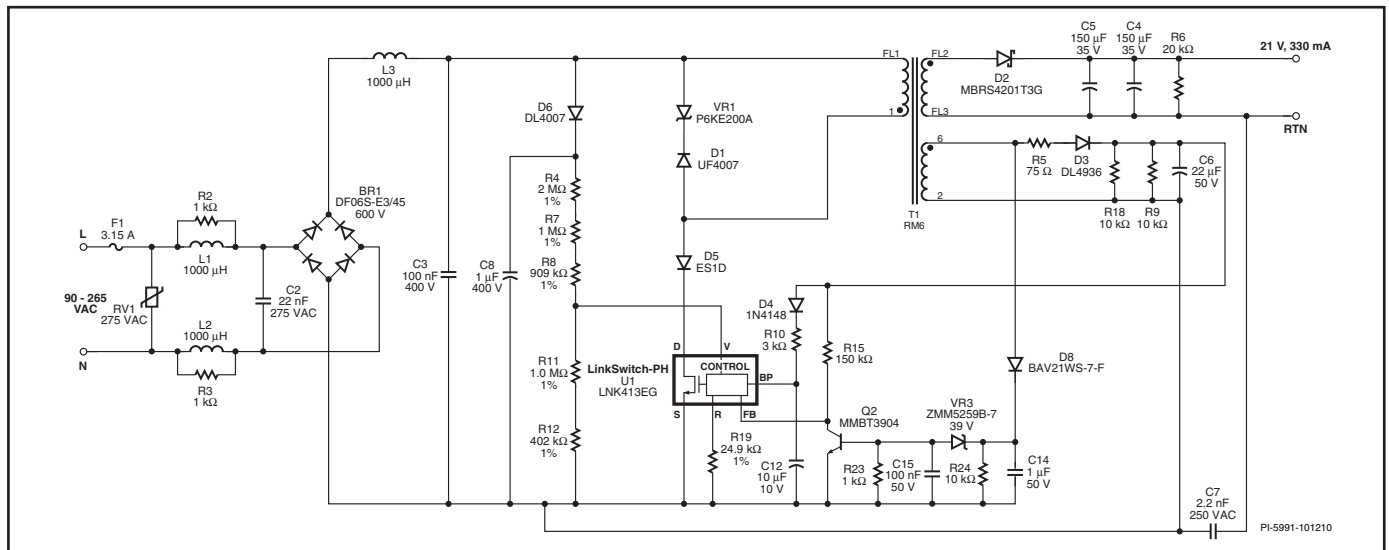 L3
1000 µH
D6
DL4007
VR1
P6KE200A
D1
UF4007
FL1
1
FL2
FL3
6
2
T1
RM6
D2
MBRS4201T3G
C5
150 µF
35 V
C4
150 µF
35 V
R6
20 kΩ
21 V, 330 mA
RTN
R5
75 Ω
D3
DL4936
C6
22 µF
50 V
R18
10 kΩ
R9
10 kΩ
R2
1 kΩ
F1
3.15 A
L
L1
1000 µH
BR1
DF06S-E3/45
600 V
90 - 265
VAC
RV1
275 VAC
C2
22 nF
275 VAC
L2
1000 µH
N
R3
1 kΩ
C3
100 nF
400 V
C8
1 µF
400 V
R4
2 MΩ
1%
R7
1 MΩ
1%
R8
909 kΩ
1%
R11
1.0 MΩ
1%
R12
402 kΩ
1%
D5
ES1D
D4
1N4148
R10
3 kΩ
R15
150 kΩ
D
V
LinkSwitch-PH
U1
LNK413EG
CONTROL
BP
S
R
FB
R19
24.9 kΩ
1%
C12
10 µF
10 V
Q2
MMBT3904
VR3
ZMM5259B-7
39 V
D8
BAV21WS-7-F
R23
1 kΩ
C15
100 nF
50 V
R24
10 kΩ
C14
1 µF
50 V
C7
2.2 nF
250 VAC
PI-5991-101210